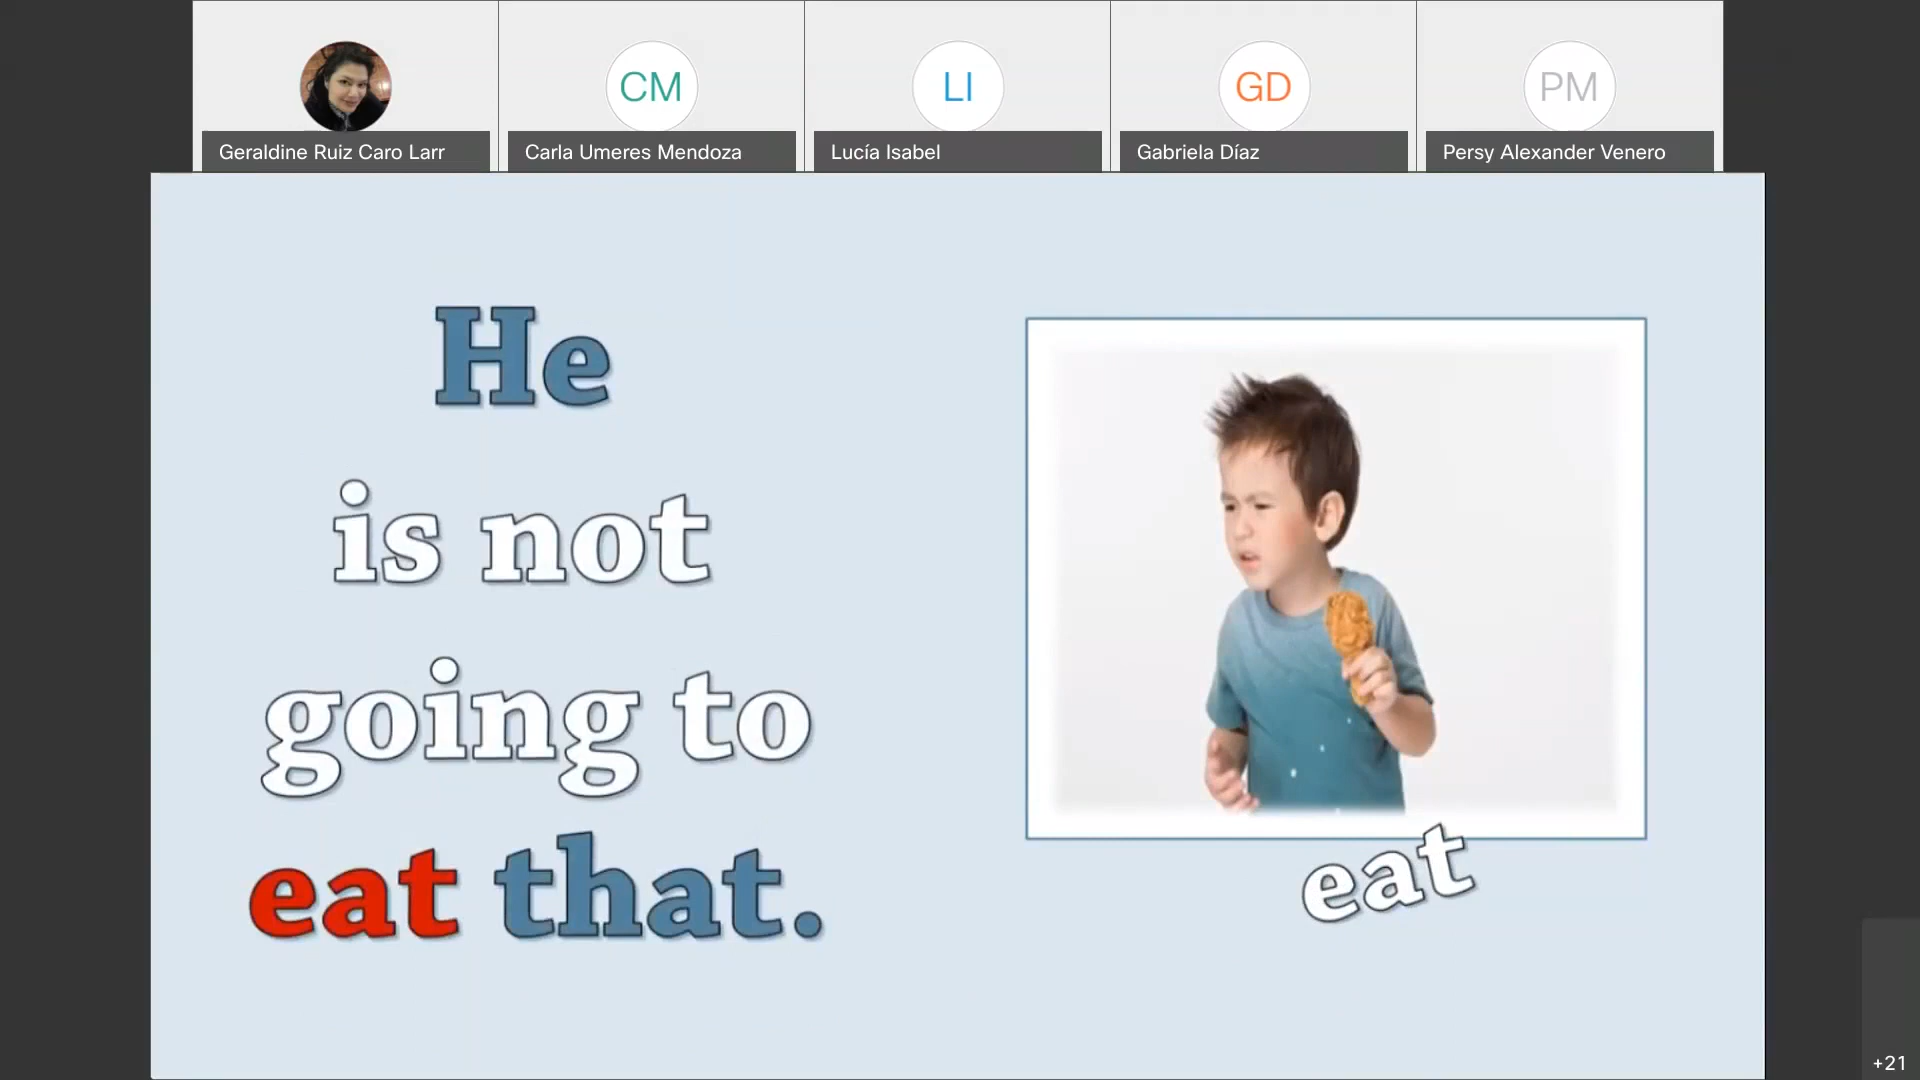 CM
LI
GD
PM
Geraldine Ruiz Caro Larr
Carla Umeres Mendoza
Lucía Isabel
Gabriela Díaz
Persy Alexander Venero
He
is not
going to
eat that.
eat
+21